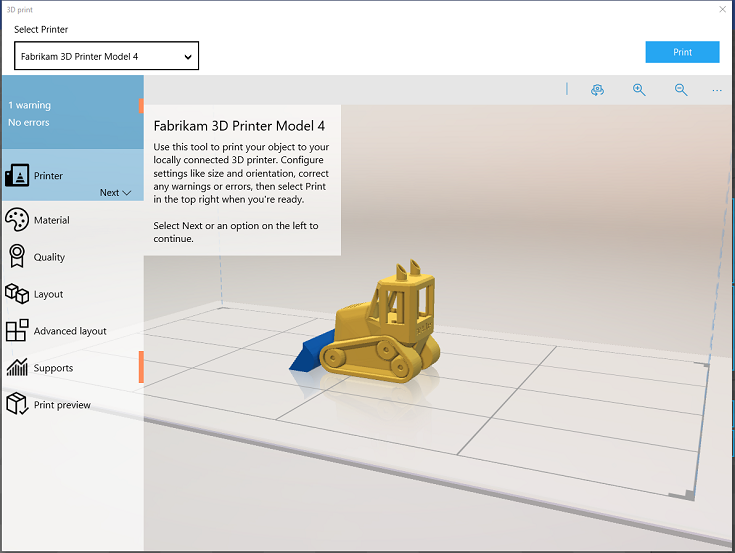 3D print
Select Printer
Fabrikam 3D Printer Model 4
Print
1 warning
No errors
Printer
Next
Material
Quality
Layout
Advanced layout
Supports
Print preview
Fabrikam 3D Printer Model 4
Use this tool to print your object to your
locally connected 3D printer. Configure
settings like size and orientation, correct
any warnings or errors, then select Print
in the top right when you're ready.
Select Next or an option on the left to
continue.